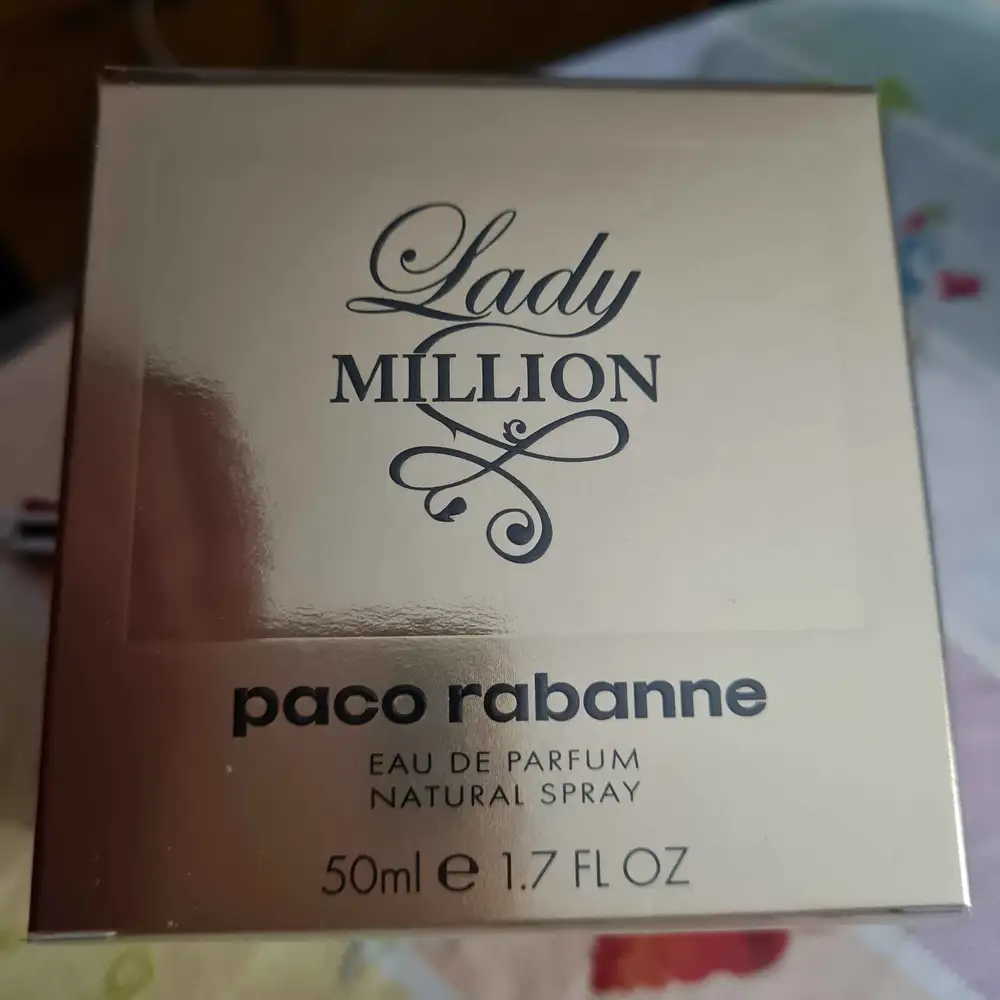 Lady
MILLION
paco rabanne
EAU DE PARFUM
NATURAL SPRAY
50ml e 1.7 FL OZ